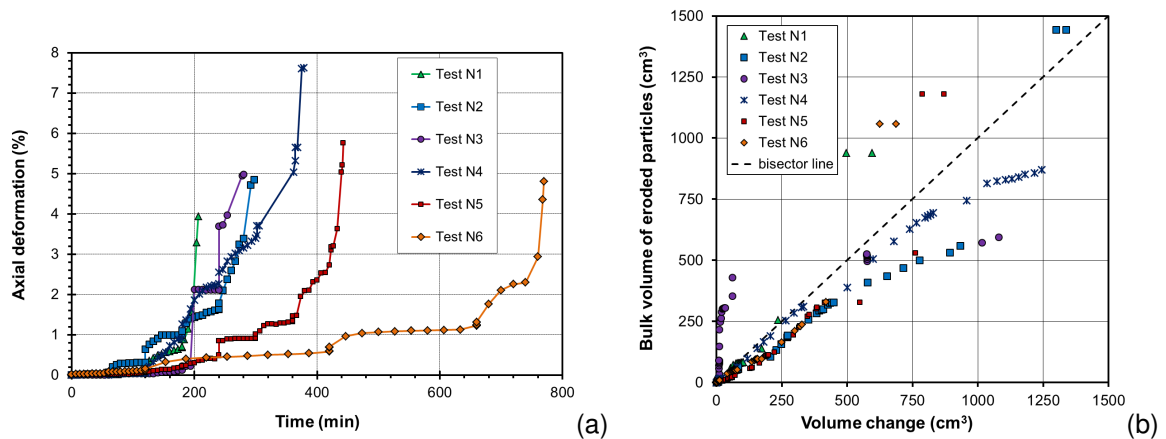 8
7
6
5
4
3
2
1
0
Axial deformation (%)
0 200 400 600 800
Time (min)
Test N1
Test N2
Test N3
Test N4
Test N5
Test N6
(a)
1500
1250
1000
750
500
250
0
Bulk volume of eroded particles (cm³)
0 250 500 750 1000 1250 1500
Volume change (cm³)
Test N1
Test N2
Test N3
Test N4
Test N5
Test N6
bisector line
(b)